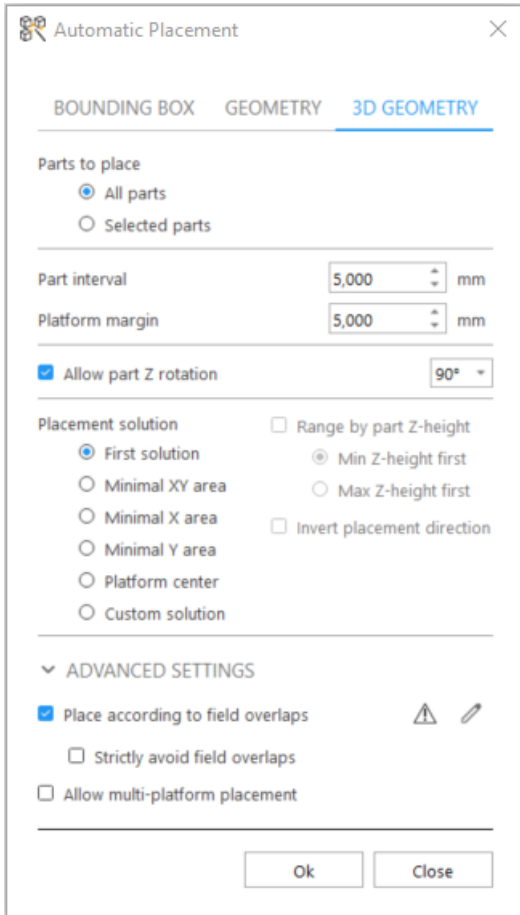 Automatic Placement
BOUNDING BOX GEOMETRY 3D GEOMETRY
Parts to place
All parts
Selected parts
Part interval 5,000 mm
Platform margin 5,000 mm
Allow part Z rotation 90°
Placement solution Range by part Z-height
First solution Min Z-height first
Minimal XY area Max Z-height first
Minimal X area Invert placement direction
Minimal Y area
Platform center
Custom solution
ADVANCED SETTINGS
Place according to field overlaps
Strictly avoid field overlaps
Allow multi-platform placement
Ok Close